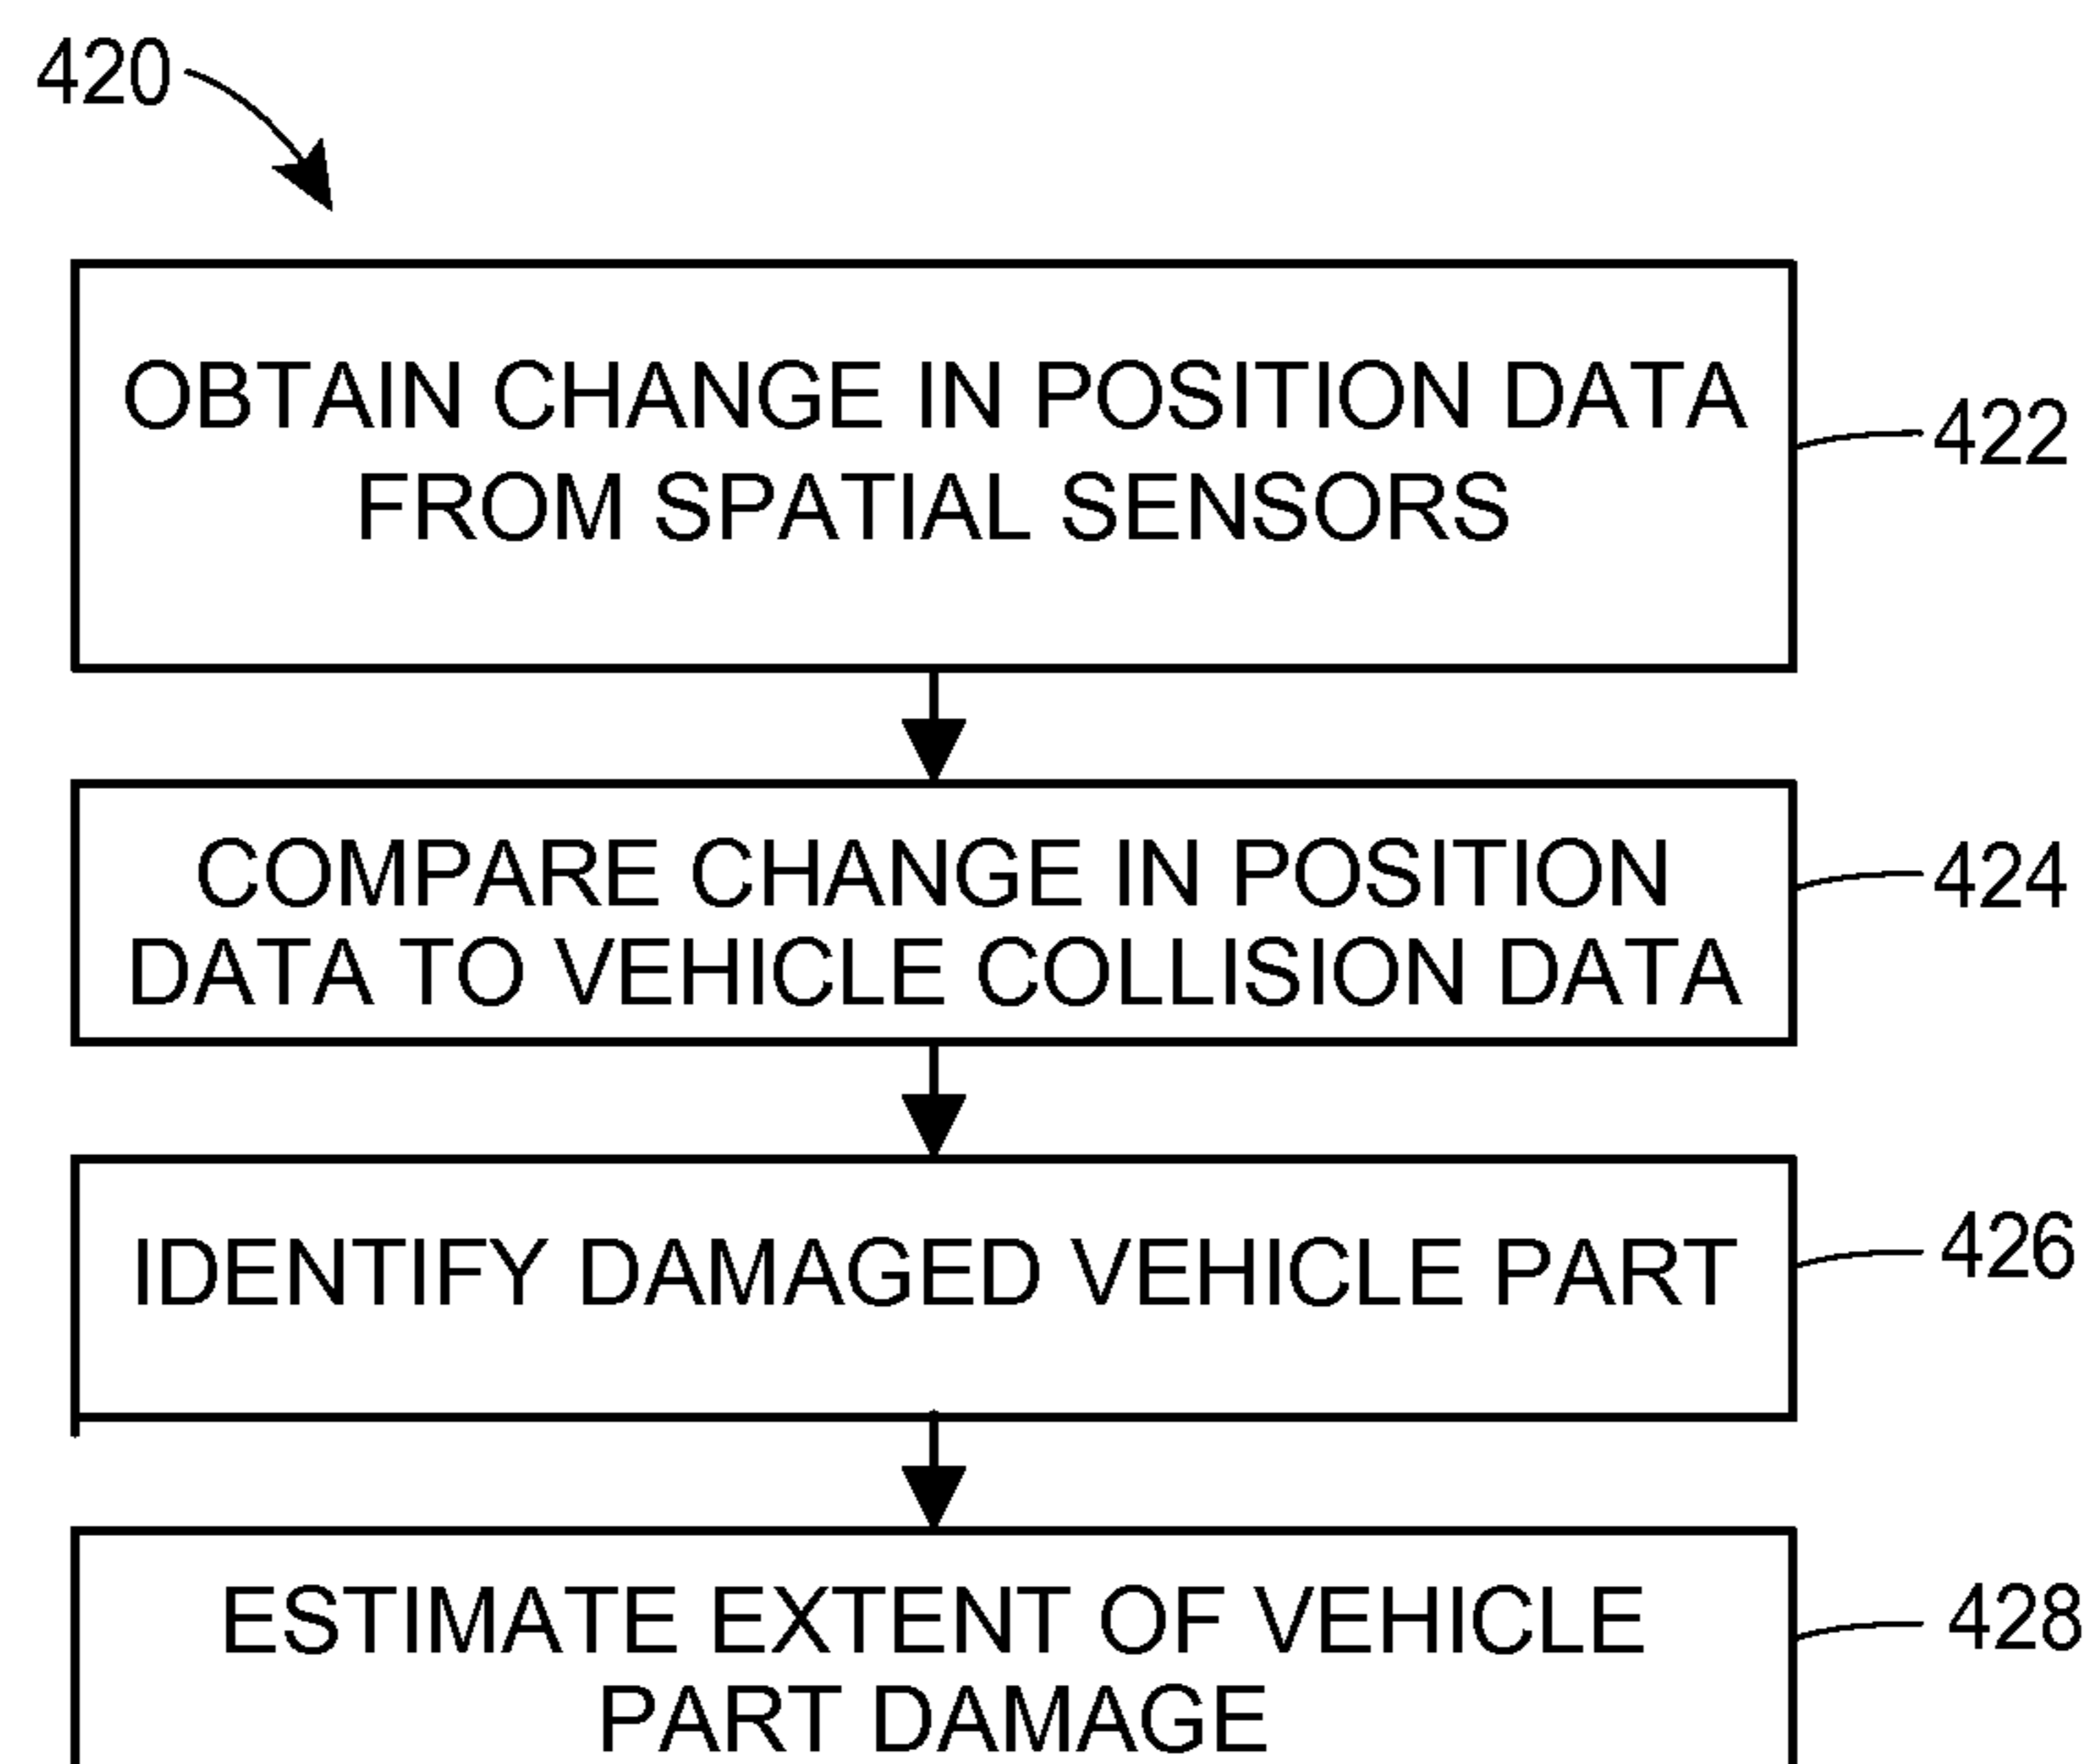 420
OBTAIN CHANGE IN POSITION DATA
FROM SPATIAL SENSORS
422
COMPARE CHANGE IN POSITION
DATA TO VEHICLE COLLISION DATA
424
IDENTIFY DAMAGED VEHICLE PART
426
ESTIMATE EXTENT OF VEHICLE
PART DAMAGE
428